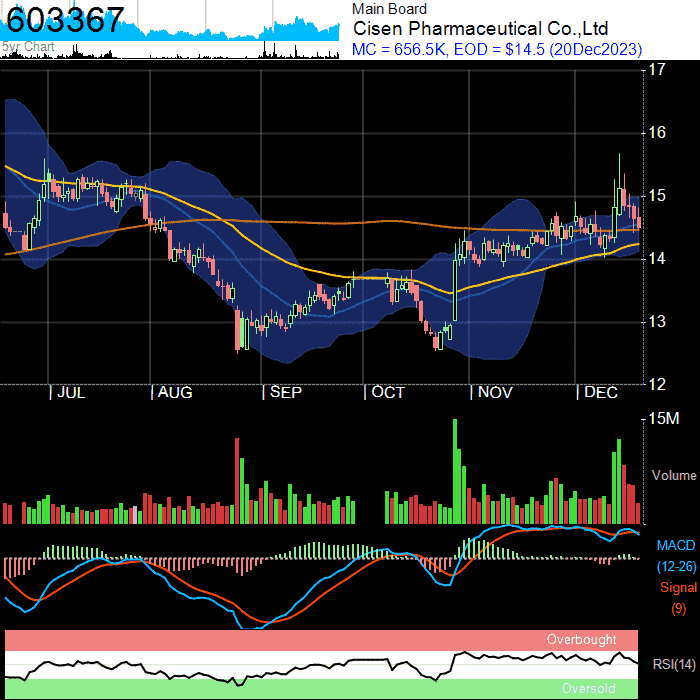 603367
5yr Chart
Main Board
Cisen Pharmaceutical Co.,Ltd
MC = 656.5K, EOD = $14.5 (20Dec2023)
17
16
15
14
13
12
JUL AUG SEP OCT NOV DEC
15M
Volume
MACD
(12-26)
Signal
(9)
Overbought
RSI(14)
Oversold